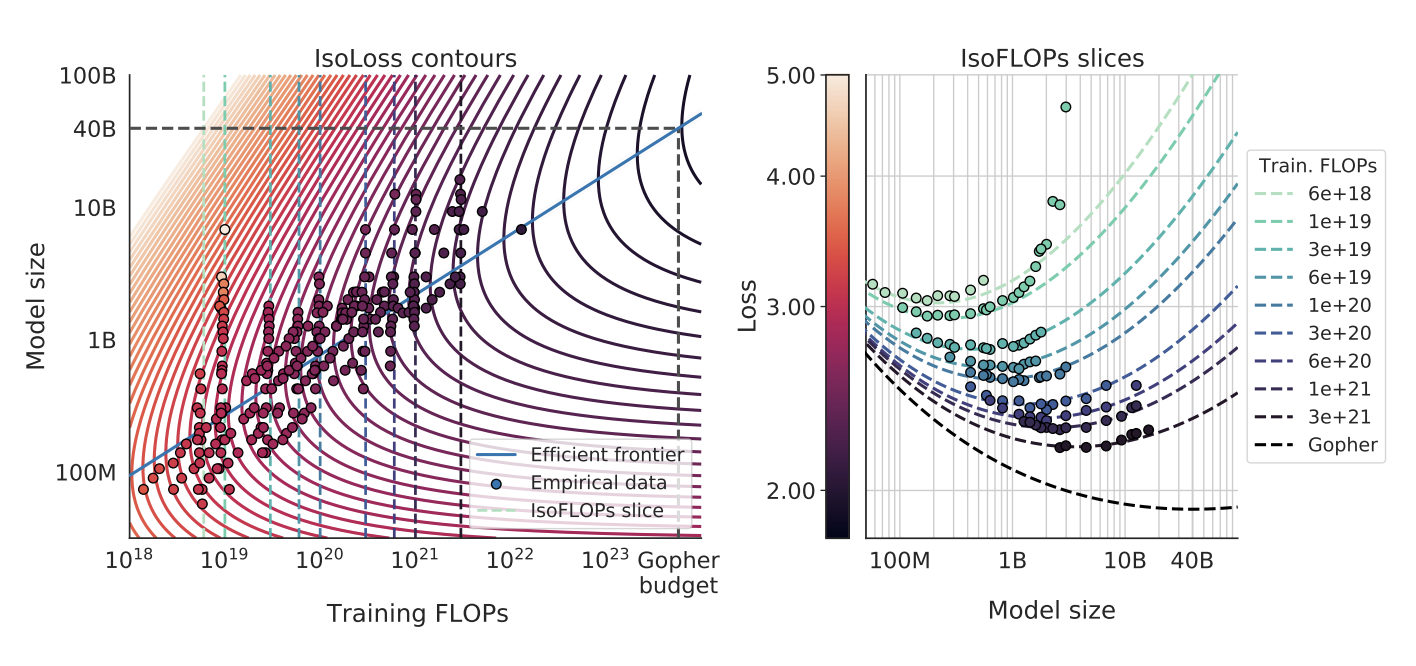 IsoLoss contours
100B
40B
10B
1B
100M
Model size
10^18
10^19
10^20
10^21
10^22
10^23
Gopher
budget
Training FLOPs
Efficient frontier
Empirical data
IsoFLOPs slice
IsoFLOPs slices
5.00
4.00
3.00
2.00
Loss
100M
1B
10B
40B
Model size
Train. FLOPs
6e+18
1e+19
3e+19
6e+19
1e+20
3e+20
6e+20
1e+21
3e+21
Gopher